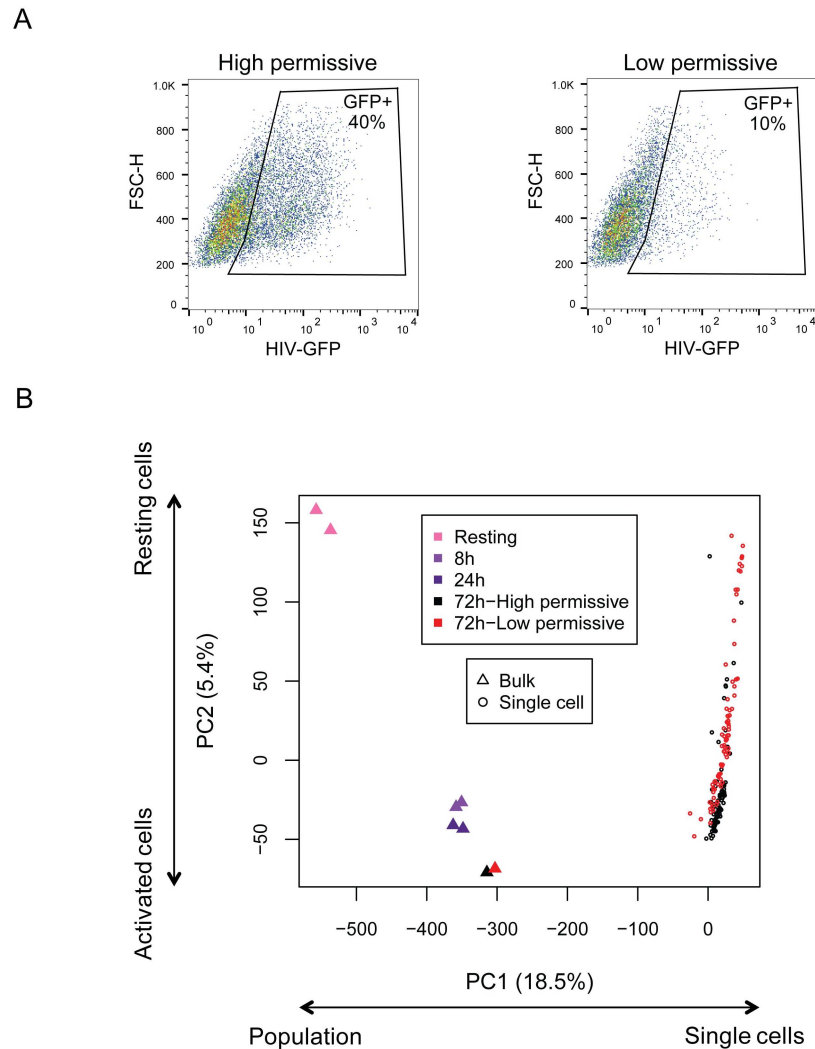 A
High permissive
GFP+
40%
FSC-H
1.0K
800
600
400
200
0
10^0 10^1 10^2 10^3 10^4
HIV-GFP
Low permissive
GFP+
10%
FSC-H
1.0K
800
600
400
200
0
10^0 10^1 10^2 10^3 10^4
HIV-GFP
B
Resting cells
Activated cells
PC2 (5.4%)
150
100
50
0
−50
Resting
8h
24h
72h−High permissive
72h−Low permissive
Bulk
Single cell
−500 −400 −300 −200 −100 0
PC1 (18.5%)
Population Single cells